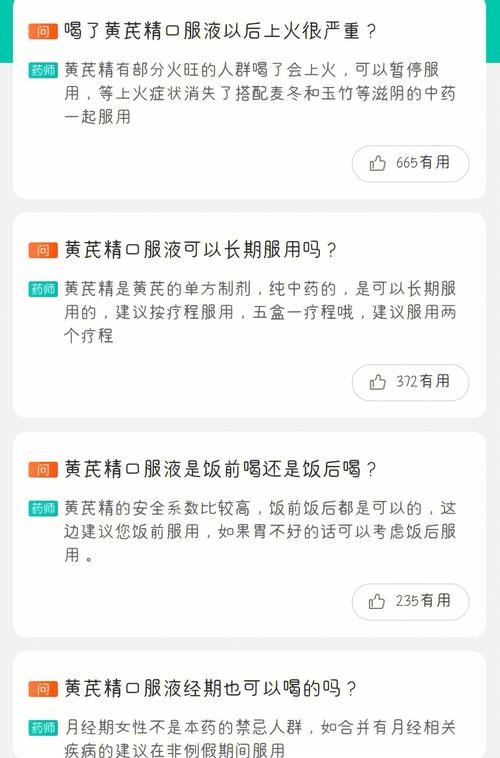 问 喝了黄芪精口服液以后上火很严重？
药师 黄芪精有部分火旺的人群喝了会上火，可以暂停服
用，等上火症状消失了搭配麦冬和玉竹等滋阴的中药
一起服用
665有用
问 黄芪精口服液可以长期服用吗？
药师 黄芪精是黄芪的单方制剂，纯中药的，是可以长期服
用的，建议按疗程服用，五盒一疗程哦，建议服用两
个疗程
372有用
问 黄芪精口服液是饭前喝还是饭后喝？
药师 黄芪精的安全系数比较高，饭前饭后都是可以的，这
边建议您饭前服用，如果胃不好的话可以考虑饭后服
用。
235有用
问 黄芪精口服液经期也可以喝的吗？
药师 月经期女性不是本药的禁忌人群，如合并有月经相关
疾病的建议在非例假期间服用